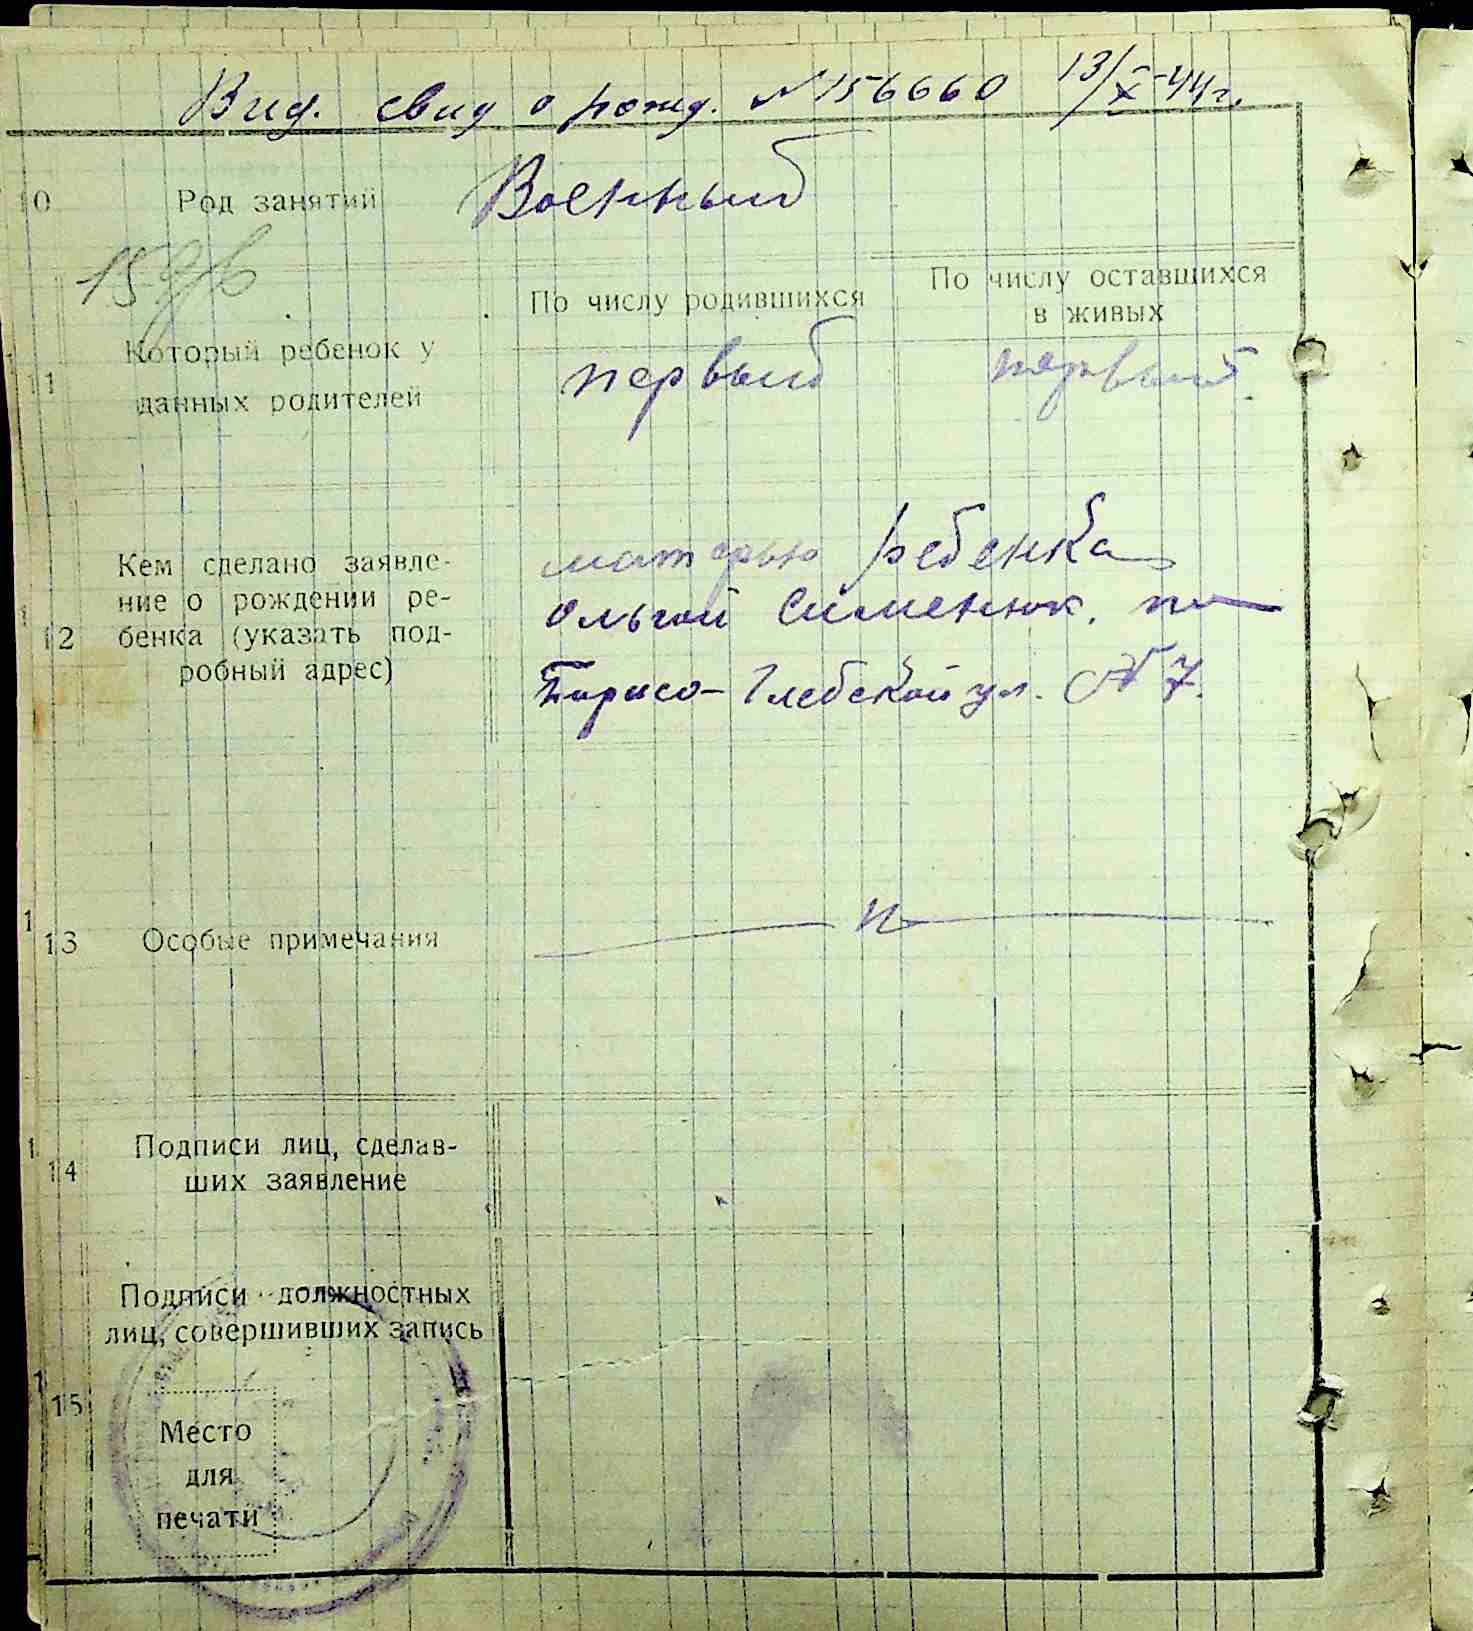 Вид. свид о рожд. №156660 13/X-44г.
10 Род занятий Военный
11 Который ребенок у данных родителей
По числу родившихся
По числу оставшихся
в живых
первый первый
12 Кем сделано заявле-
ние о рождении ре-
бенка (указать под-
робный адрес)
матерью ребенка
Ольгой Сименюк, по
Борисо-Глебской ул. №7.
13 Особые примечания
14 Подписи лиц, сделав-
ших заявление
15 Подписи должностных
лиц, совершивших запись
Место
для
печати